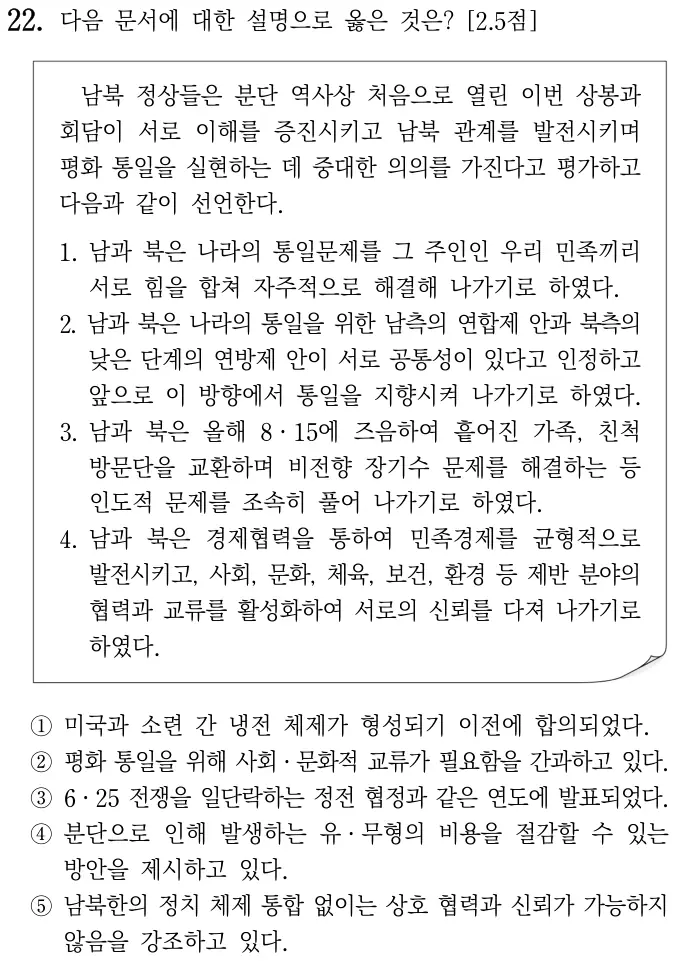 22. 다음 문서에 대한 설명으로 옳은 것은? [2.5점]
남북 정상들은 분단 역사상 처음으로 열린 이번 상봉과
회담이 서로 이해를 증진시키고 남북 관계를 발전시키며
평화 통일을 실현하는 데 중대한 의의를 가진다고 평가하고
다음과 같이 선언한다.
1. 남과 북은 나라의 통일문제를 그 주인인 우리 민족끼리
서로 힘을 합쳐 자주적으로 해결해 나가기로 하였다.
2. 남과 북은 나라의 통일을 위한 남측의 연합제 안과 북측의
낮은 단계의 연방제 안이 서로 공통성이 있다고 인정하고
앞으로 이 방향에서 통일을 지향시켜 나가기로 하였다.
3. 남과 북은 올해 8·15에 즈음하여 흩어진 가족, 친척
방문단을 교환하며 비전향 장기수 문제를 해결하는 등
인도적 문제를 조속히 풀어 나가기로 하였다.
4. 남과 북은 경제협력을 통하여 민족경제를 균형적으로
발전시키고, 사회, 문화, 체육, 보건, 환경 등 제반 분야의
협력과 교류를 활성화하여 서로의 신뢰를 다져 나가기로
하였다.
① 미국과 소련 간 냉전 체제가 형성되기 이전에 합의되었다.
② 평화 통일을 위해 사회·문화적 교류가 필요함을 간과하고 있다.
③ 6·25 전쟁을 일단락하는 정전 협정과 같은 연도에 발표되었다.
④ 분단으로 인해 발생하는 유·무형의 비용을 절감할 수 있는
방안을 제시하고 있다.
⑤ 남북한의 정치 체제 통합 없이는 상호 협력과 신뢰가 가능하지
않음을 강조하고 있다.